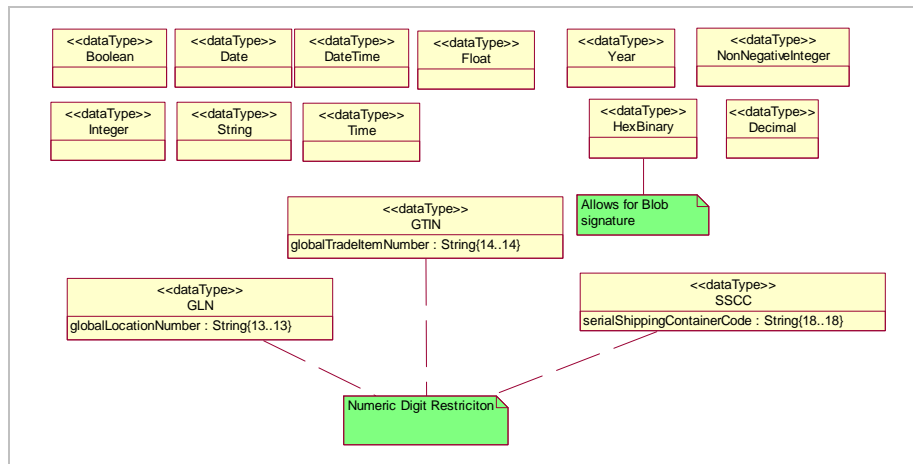 <<dataType>>
Boolean
<<dataType>>
Date
<<dataType>>
DateTime
<<dataType>>
Float
<<dataType>>
Year
<<dataType>>
NonNegativeInteger
<<dataType>>
Integer
<<dataType>>
String
<<dataType>>
Time
<<dataType>>
HexBinary
<<dataType>>
Decimal
Allows for Blob
signature
<<dataType>>
GTIN
globalTradeItemNumber : String{14..14}
<<dataType>>
GLN
globalLocationNumber : String{13..13}
<<dataType>>
SSCC
serialShippingContainerCode : String{18..18}
Numeric Digit Restriciton